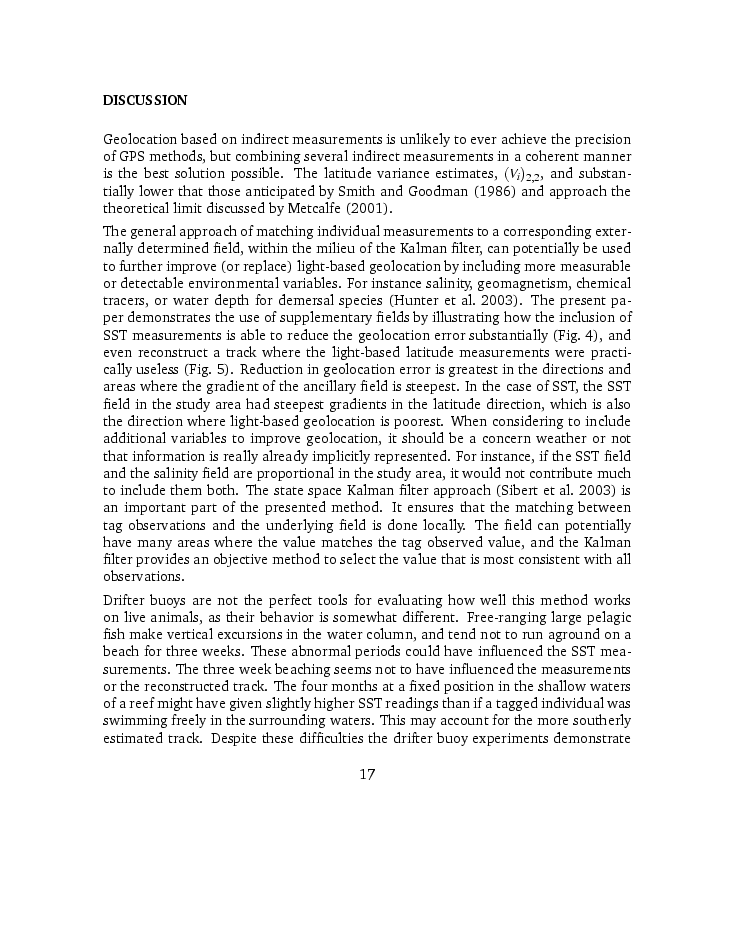 DISCUSSION
Geolocation based on indirect measurements is unlikely to ever achieve the precision
of GPS methods, but combining several indirect measurements in a coherent manner
is the best solution possible. The latitude variance estimates, (Vᵢ)₂,₂, and substan-
tially lower that those anticipated by Smith and Goodman (1986) and approach the
theoretical limit discussed by Metcalfe (2001).
The general approach of matching individual measurements to a corresponding exter-
nally determined field, within the milieu of the Kalman filter, can potentially be used
to further improve (or replace) light-based geolocation by including more measurable
or detectable environmental variables. For instance salinity, geomagnetism, chemical
tracers, or water depth for demersal species (Hunter et al. 2003). The present pa-
per demonstrates the use of supplementary fields by illustrating how the inclusion of
SST measurements is able to reduce the geolocation error substantially (Fig. 4), and
even reconstruct a track where the light-based latitude measurements were practi-
cally useless (Fig. 5). Reduction in geolocation error is greatest in the directions and
areas where the gradient of the ancillary field is steepest. In the case of SST, the SST
field in the study area had steepest gradients in the latitude direction, which is also
the direction where light-based geolocation is poorest. When considering to include
additional variables to improve geolocation, it should be a concern weather or not
that information is really already implicitly represented. For instance, if the SST field
and the salinity field are proportional in the study area, it would not contribute much
to include them both. The state space Kalman filter approach (Sibert et al. 2003) is
an important part of the presented method. It ensures that the matching between
tag observations and the underlying field is done locally. The field can potentially
have many areas where the value matches the tag observed value, and the Kalman
filter provides an objective method to select the value that is most consistent with all
observations.
Drifter buoys are not the perfect tools for evaluating how well this method works
on live animals, as their behavior is somewhat different. Free-ranging large pelagic
fish make vertical excursions in the water column, and tend not to run aground on a
beach for three weeks. These abnormal periods could have influenced the SST mea-
surements. The three week beaching seems not to have influenced the measurements
or the reconstructed track. The four months at a fixed position in the shallow waters
of a reef might have given slightly higher SST readings than if a tagged individual was
swimming freely in the surrounding waters. This may account for the more southerly
estimated track. Despite these difficulties the drifter buoy experiments demonstrate
17